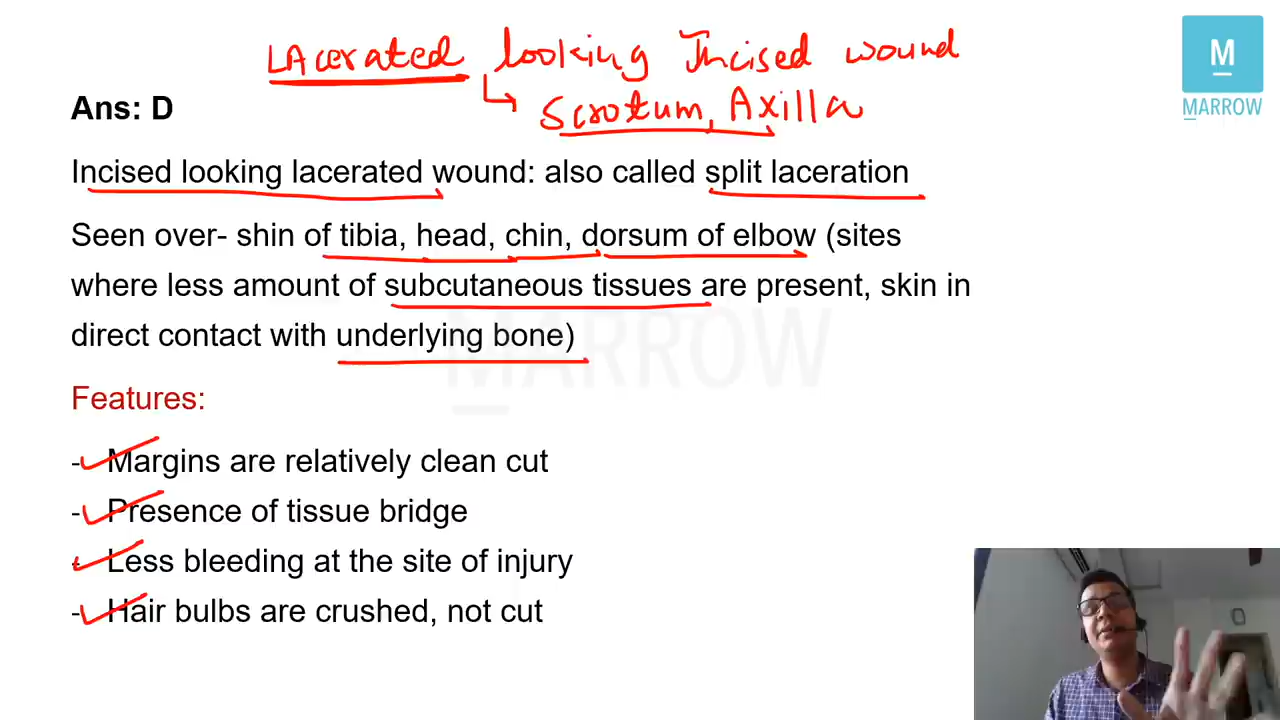 LAcerated looking Incised wound
Scrotum, Axilla
M
MARROW
Ans: D
Incised looking lacerated wound: also called split laceration
Seen over- shin of tibia, head, chin, dorsum of elbow (sites
where less amount of subcutaneous tissues are present, skin in
direct contact with underlying bone)
MARROW
Features:
- Margins are relatively clean cut
- Presence of tissue bridge
- Less bleeding at the site of injury
- Hair bulbs are crushed, not cut